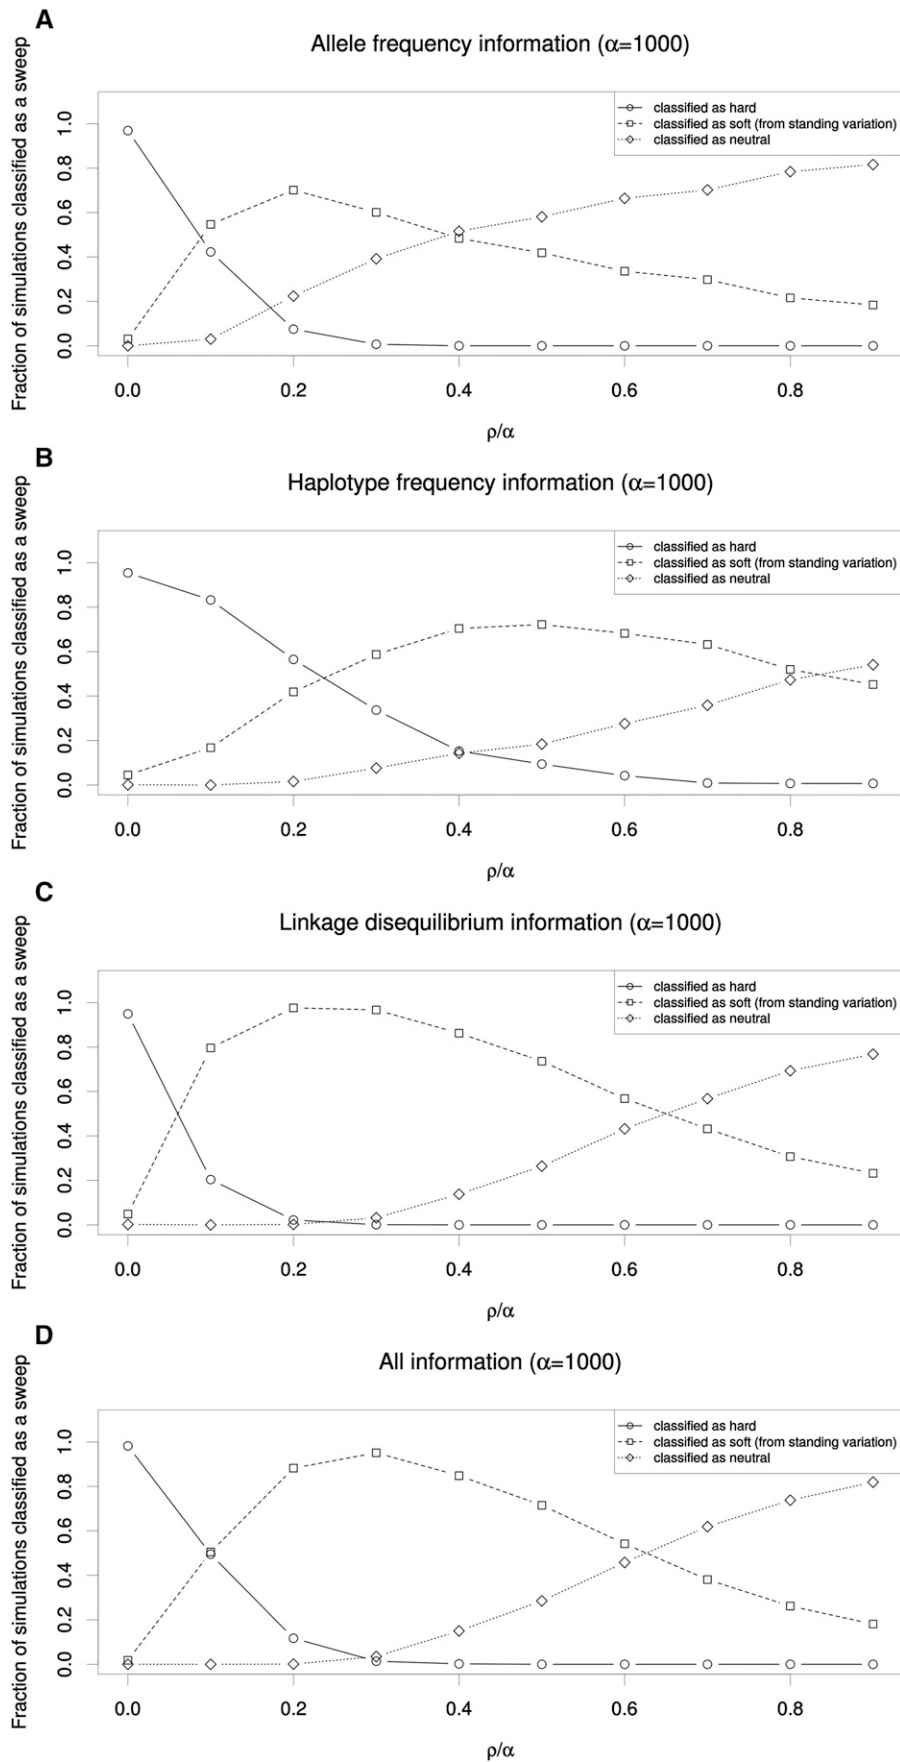 A
Allele frequency information (α=1000)
Fraction of simulations classified as a sweep
classified as hard
classified as soft (from standing variation)
classified as neutral
1.0
0.8
0.6
0.4
0.2
0.0
0.0 0.2 0.4 0.6 0.8
ρ/α
B
Haplotype frequency information (α=1000)
Fraction of simulations classified as a sweep
classified as hard
classified as soft (from standing variation)
classified as neutral
1.0
0.8
0.6
0.4
0.2
0.0
0.0 0.2 0.4 0.6 0.8
ρ/α
C
Linkage disequilibrium information (α=1000)
Fraction of simulations classified as a sweep
classified as hard
classified as soft (from standing variation)
classified as neutral
1.0
0.8
0.6
0.4
0.2
0.0
0.0 0.2 0.4 0.6 0.8
ρ/α
D
All information (α=1000)
Fraction of simulations classified as a sweep
classified as hard
classified as soft (from standing variation)
classified as neutral
1.0
0.8
0.6
0.4
0.2
0.0
0.0 0.2 0.4 0.6 0.8
ρ/α